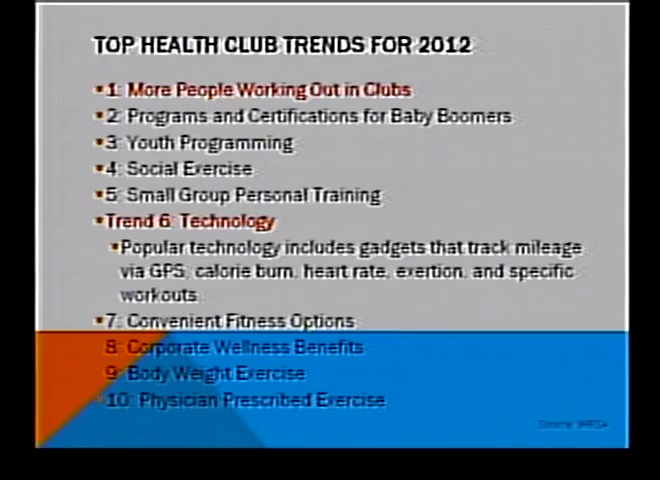 TOP HEALTH CLUB TRENDS FOR 2012
1: More People Working Out in Clubs
2: Programs and Certifications for Baby Boomers
3: Youth Programming
4: Social Exercise
5: Small Group Personal Training
Trend 6: Technology
Popular technology includes gadgets that track mileage
via GPS, calorie burn, heart rate, exertion, and specific
workouts
7: Convenient Fitness Options
8: Corporate Wellness Benefits
9: Body Weight Exercise
10: Physician Prescribed Exercise